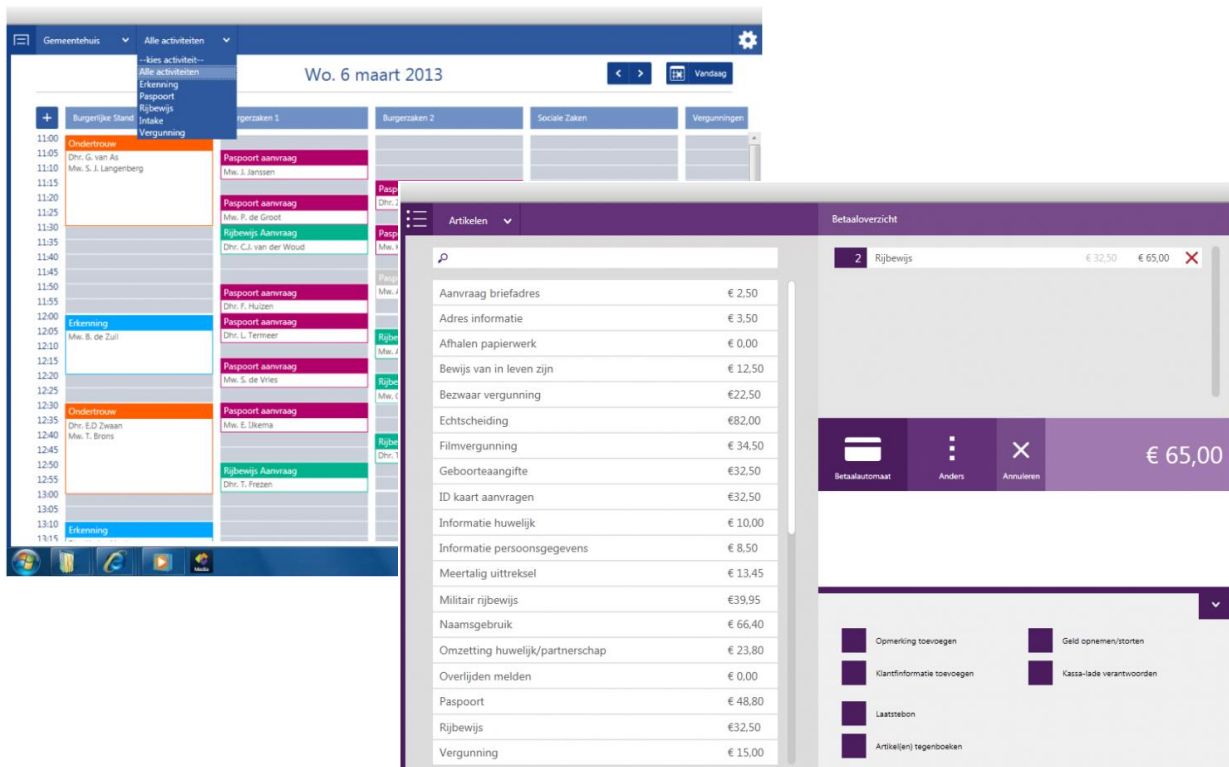 Gemeentehuis Alle activiteiten
--kies activiteit--
Alle activiteiten
Erkenning
Paspoort
Rijbewijs
Intake
Vergunning
Wo. 6 maart 2013
< > Vandaag
+ Burgerlijke Stand Burgerzaken 2 Sociale Zaken Vergunningen
11:00
11:05
11:10
11:15
11:20
11:25
11:30
11:35
11:40
11:45
11:50
11:55
12:00
12:05
12:10
12:15
12:20
12:25
12:30
12:35
12:40
12:45
12:50
12:55
13:00
13:05
13:10
13:15
Ondertrouw
Dhr. G. van As
Mw. S. J. Langenberg
Erkenning
Mw. B. de Zuil
Ondertrouw
Dhr. E.D Zwaan
Mw. T. Brons
Erkenning
Paspoort aanvraag
Mw. J. Janssen
Paspoort aanvraag
Mw. P. de Groot
Rijbewijs Aanvraag
Dhr. C.J. van der Woud
Paspoort aanvraag
Dhr. F. Huizen
Paspoort aanvraag
Dhr. L. Termeer
Paspoort aanvraag
Mw. S. de Vries
Paspoort aanvraag
Mw. E. IJkema
Rijbewijs Aanvraag
Dhr. T. Frezen
Media
Artikelen
Aanvraag briefadres € 2,50
Adres informatie € 3,50
Afhalen papierwerk € 0,00
Bewijs van in leven zijn € 12,50
Bezwaar vergunning €22,50
Echtscheiding €82,00
Filmvergunning € 34,50
Geboorteaangifte €32,50
ID kaart aanvragen €32,50
Informatie huwelijk € 10,00
Informatie persoonsgegevens € 8,50
Meertalig uittreksel € 13,45
Militair rijbewijs €39,95
Naamsgebruik € 66,40
Omzetting huwelijk/partnerschap € 23,80
Overlijden melden € 0,00
Paspoort € 48,80
Rijbewijs €32,50
Vergunning € 15,00
Betaaloverzicht
2 Rijbewijs € 32,50 € 65,00
Betaalautomaat Anders Annuleren € 65,00
Opmerking toevoegen Geld opnemen/storten
Klantfinformatie toevoegen Kassa-lade verantwoorden
Laatstebon
Artikel(en) tegenboeken